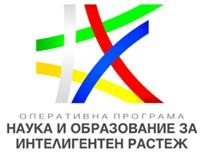 ОПЕРАТИВНА ПРОГРАМА
НАУКА И ОБРАЗОВАНИЕ ЗА
ИНТЕЛИГЕНТЕН РАСТЕЖ